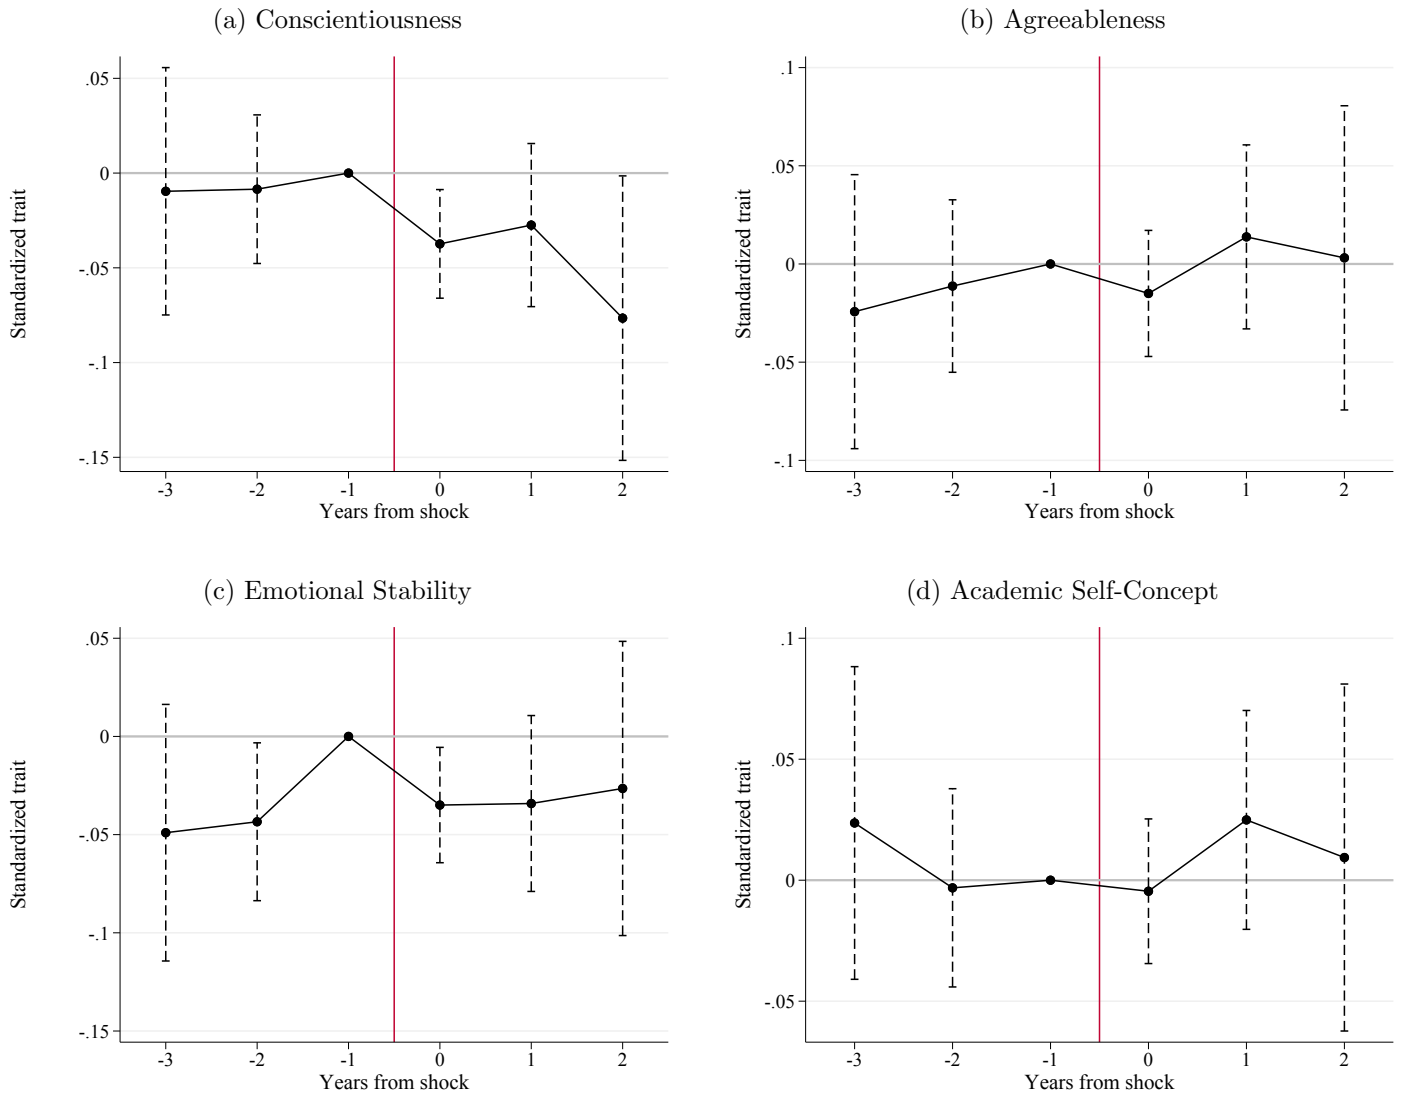 (a) Conscientiousness
Standardized trait
.05
0
-.05
-.1
-.15
-3 -2 -1 0 1 2
Years from shock
(b) Agreeableness
Standardized trait
.1
.05
0
-.05
-.1
-3 -2 -1 0 1 2
Years from shock
(c) Emotional Stability
Standardized trait
.05
0
-.05
-.1
-.15
-3 -2 -1 0 1 2
Years from shock
(d) Academic Self-Concept
Standardized trait
.1
.05
0
-.05
-3 -2 -1 0 1 2
Years from shock